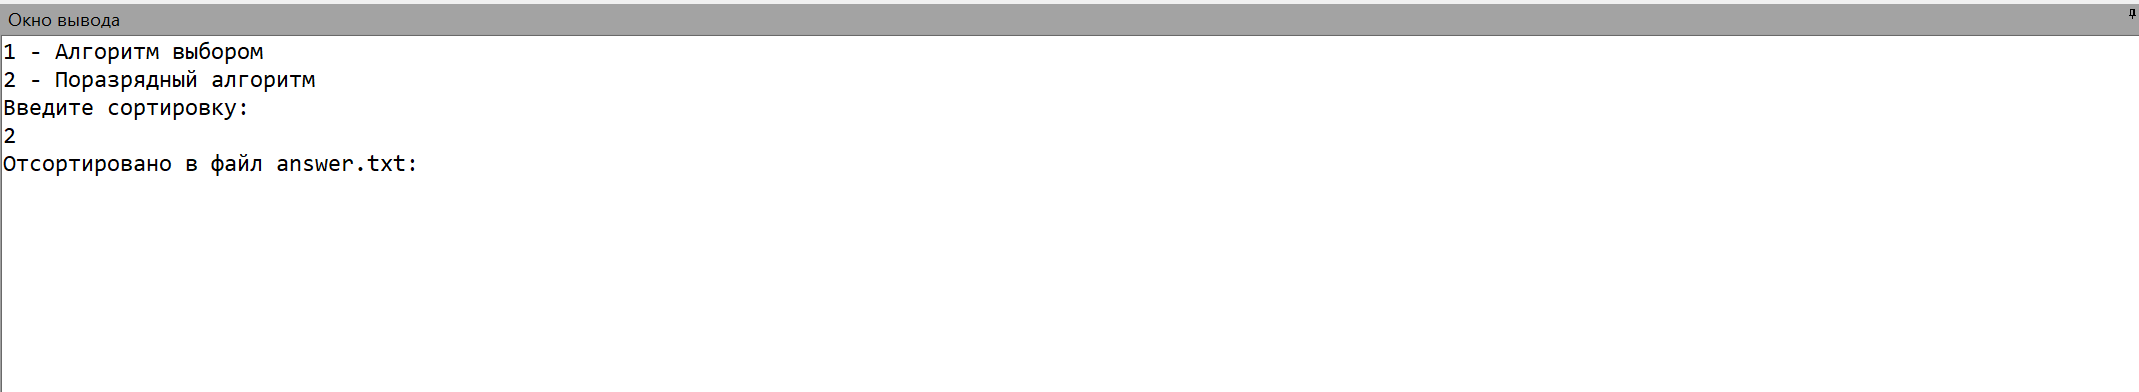 Окно вывода
1 - Алгоритм выбором
2 - Поразрядный алгоритм
Введите сортировку:
2
Отсортировано в файл answer.txt: